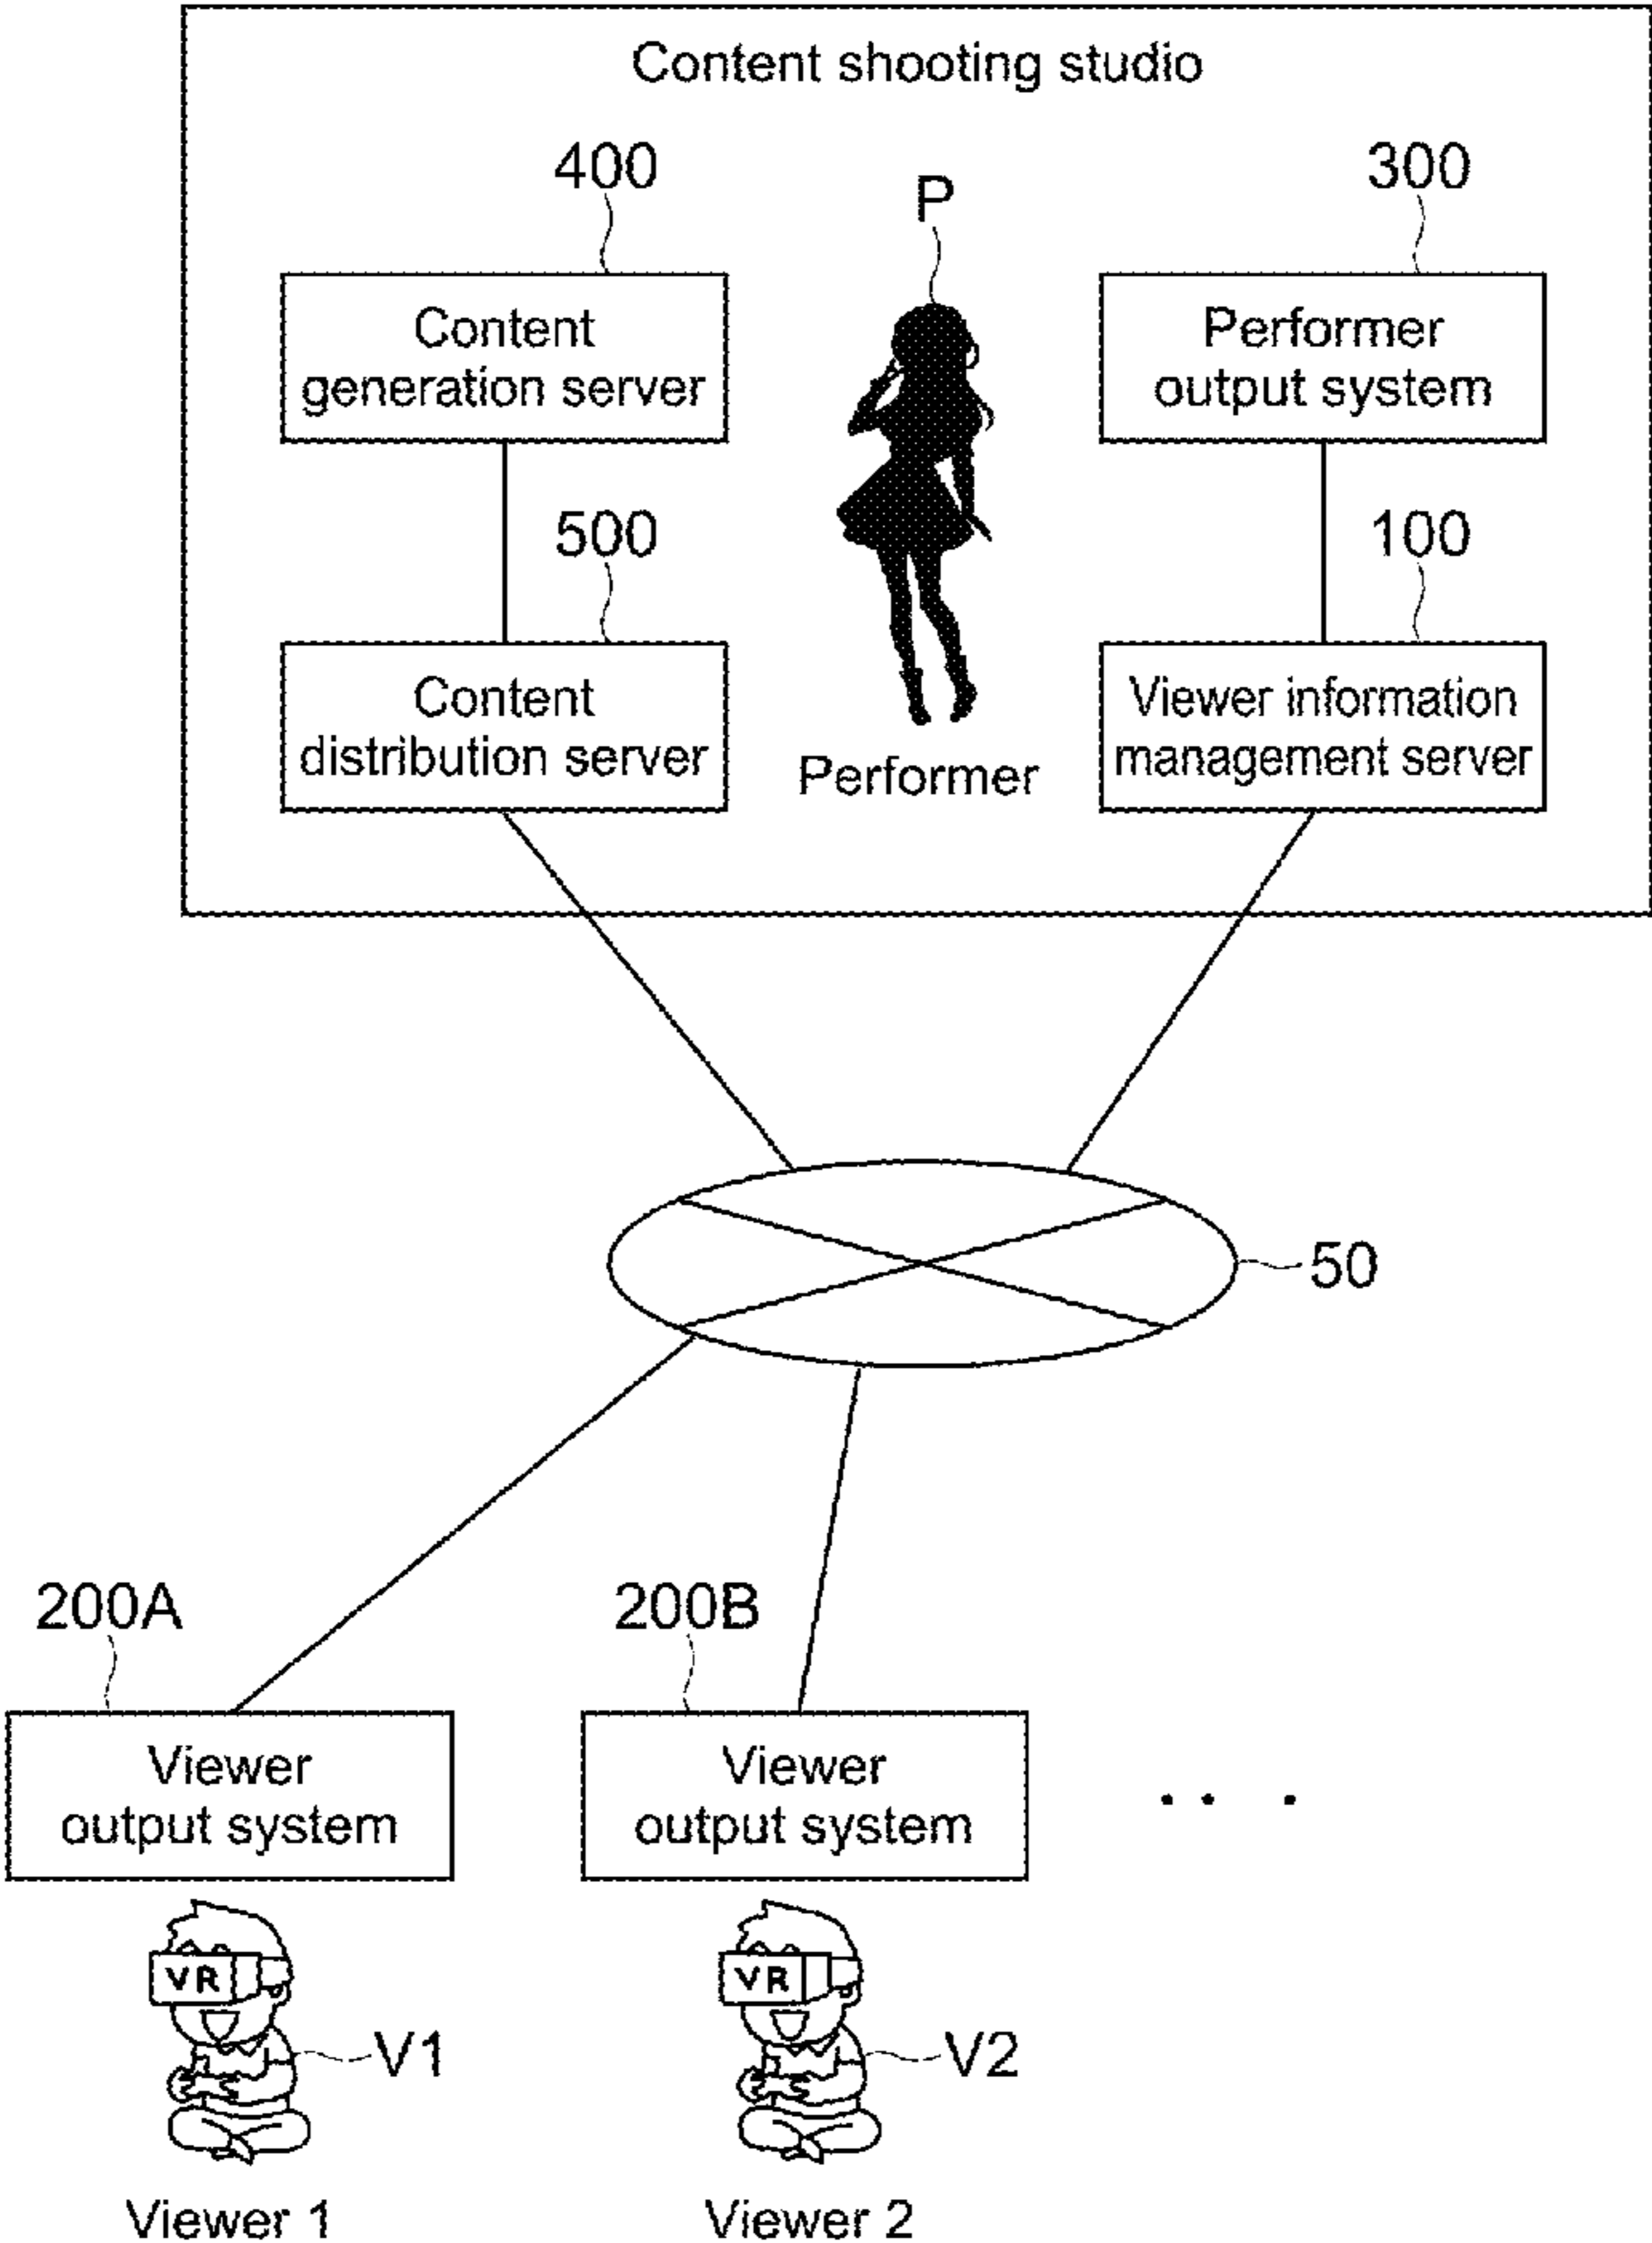 Content shooting studio
400
P
300
Content
generation server
Performer
output system
500
100
Content
distribution server
Performer
Viewer information
management server
50
200A
200B
Viewer
output system
Viewer
output system
. . .
VR
VR
V1
V2
Viewer 1
Viewer 2